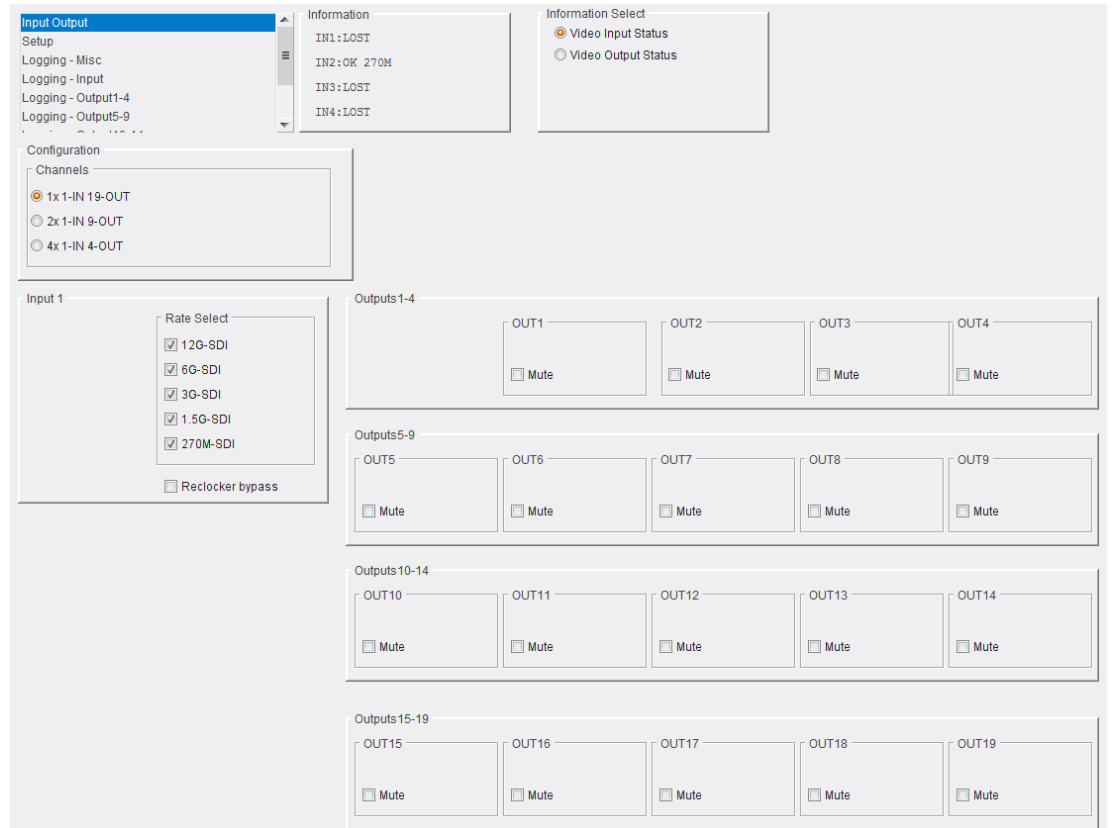 Input Output
Setup
Logging - Misc
Logging - Input
Logging - Output1-4
Logging - Output5-9
Information
IN1:LOST
IN2:OK 270M
IN3:LOST
IN4:LOST
Information Select
Video Input Status
Video Output Status
Configuration
Channels
1x 1-IN 19-OUT
2x 1-IN 9-OUT
4x 1-IN 4-OUT
Input 1
Rate Select
12G-SDI
6G-SDI
3G-SDI
1.5G-SDI
270M-SDI
Reclocker bypass
Outputs1-4
OUT1 OUT2 OUT3 OUT4
Mute Mute Mute Mute
Outputs5-9
OUT5 OUT6 OUT7 OUT8 OUT9
Mute Mute Mute Mute Mute
Outputs10-14
OUT10 OUT11 OUT12 OUT13 OUT14
Mute Mute Mute Mute Mute
Outputs15-19
OUT15 OUT16 OUT17 OUT18 OUT19
Mute Mute Mute Mute Mute